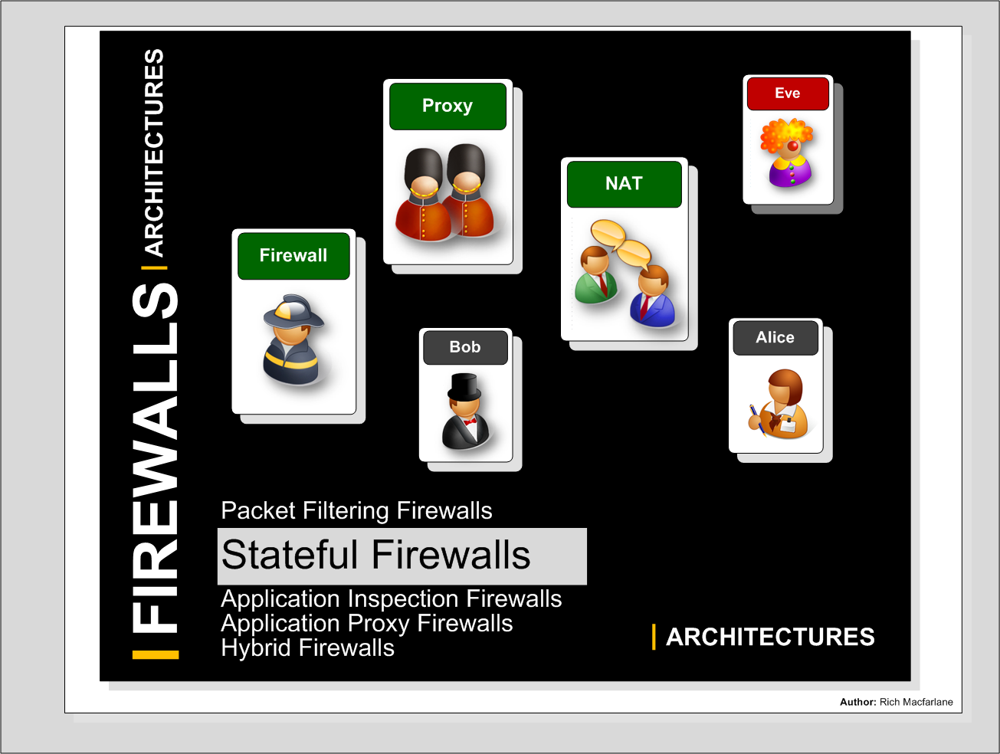 FIREWALLS | ARCHITECTURES
Proxy
Eve
NAT
Firewall
Bob
Alice
Packet Filtering Firewalls
Stateful Firewalls
Application Inspection Firewalls
Application Proxy Firewalls
Hybrid Firewalls
| ARCHITECTURES
Author: Rich Macfarlane